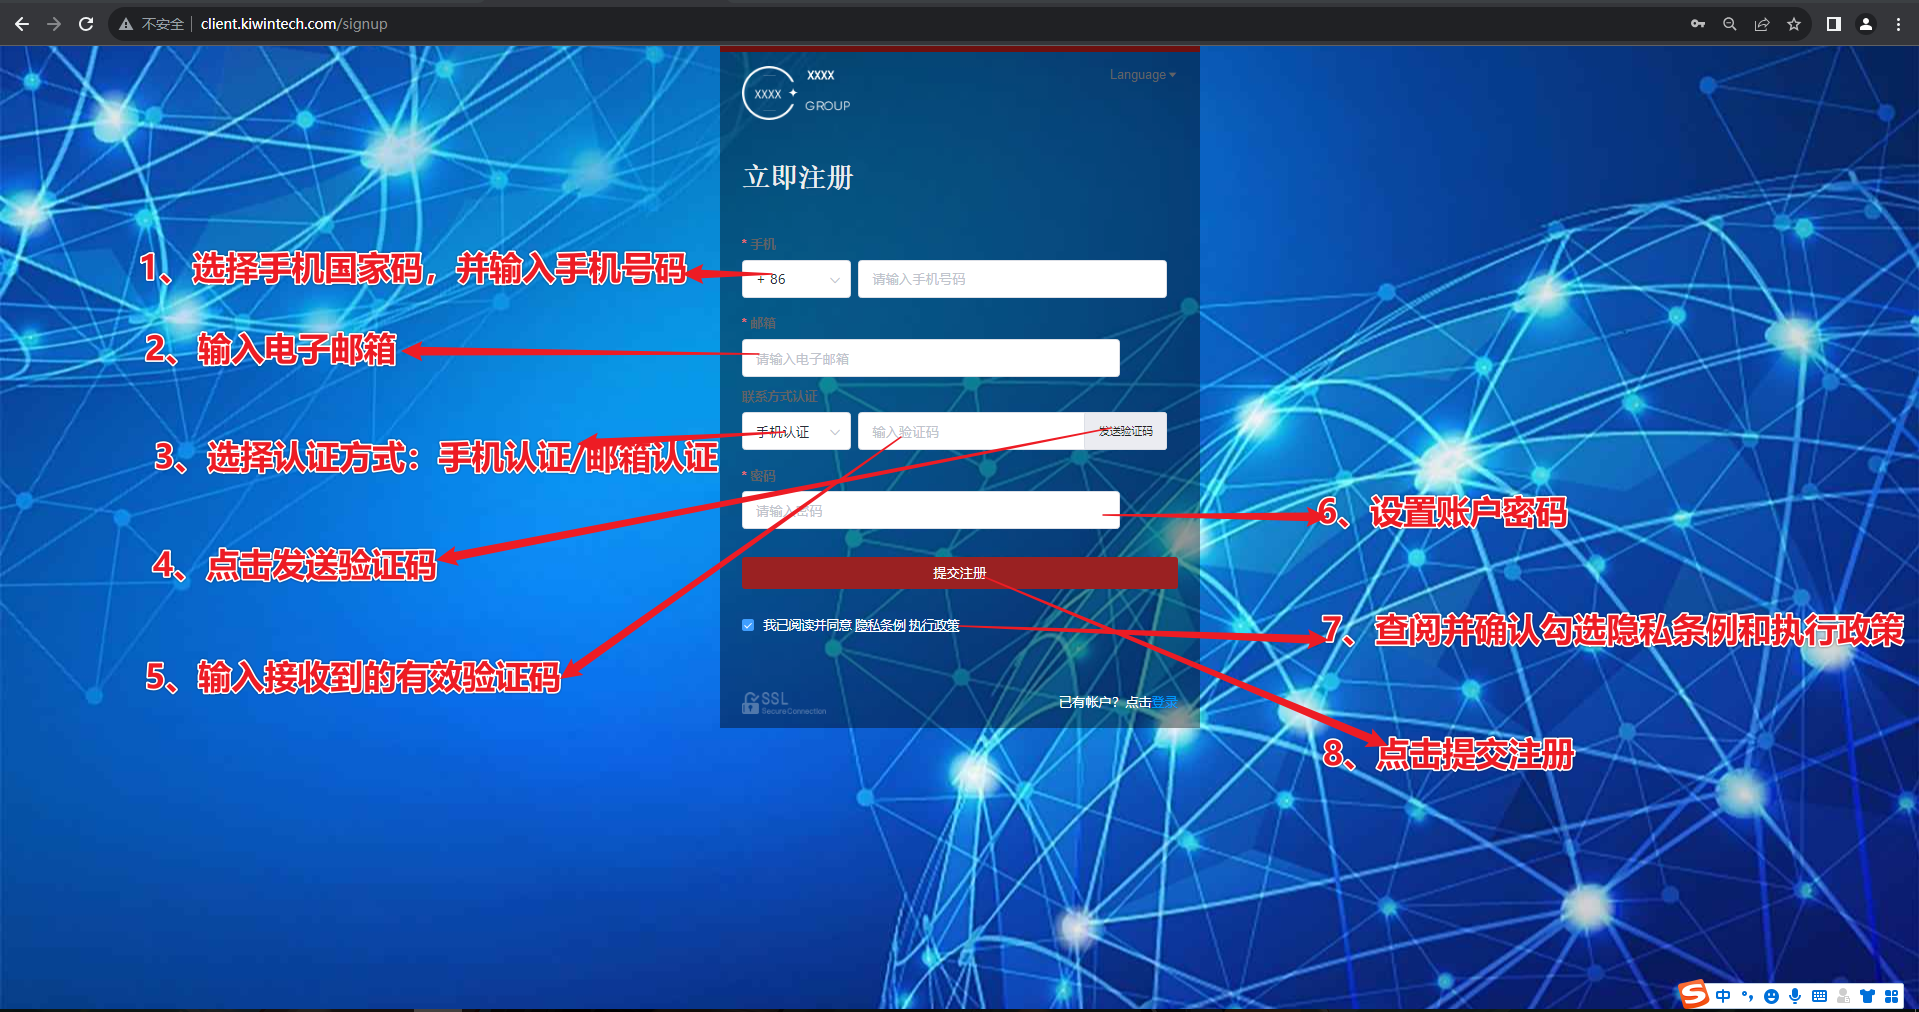 不安全 client.kiwintech.com/signup
XXXX
XXXX
GROUP
Language
立即注册
* 手机
1、选择手机国家码，并输入手机号码
+ 86
请输入手机号码
* 邮箱
2、输入电子邮箱
请输入电子邮箱
联系方式认证
手机认证
输入验证码
发送验证码
3、选择认证方式：手机认证/邮箱认证
* 密码
请输入密码
6、设置账户密码
4、点击发送验证码
提交注册
我已阅读并同意 隐私条例 执行政策
7、查阅并确认勾选隐私条例和执行政策
5、输入接收到的有效验证码
SSL
SecureConnection
已有帐户？点击登录
8、点击提交注册
S 中